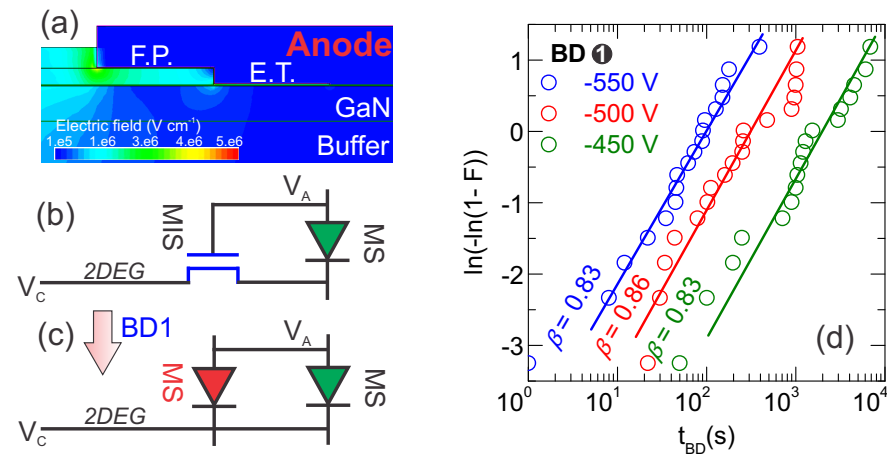 (a)
Anode
F.P.
E.T.
GaN
Electric field (V cm⁻¹)
1.e5 1.e6 3.e6 4.e6 5.e6
Buffer
(b)
V_A
MIS
MS
V_C
2DEG
(c)
BD1
V_A
MS
MS
V_C
2DEG
BD ❶
-550 V
-500 V
-450 V
β = 0.83
β = 0.86
β = 0.83
(d)
ln(-ln(1- F))
1
0
-1
-2
-3
10⁰ 10¹ 10² 10³ 10⁴
t_BD(s)